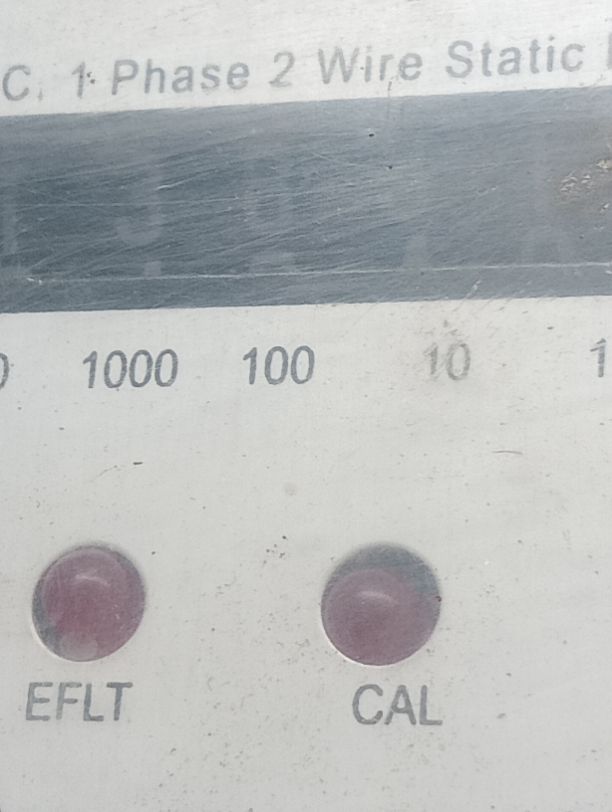 C. 1 Phase 2 Wire Static
1000 100 10 1
EFLT CAL